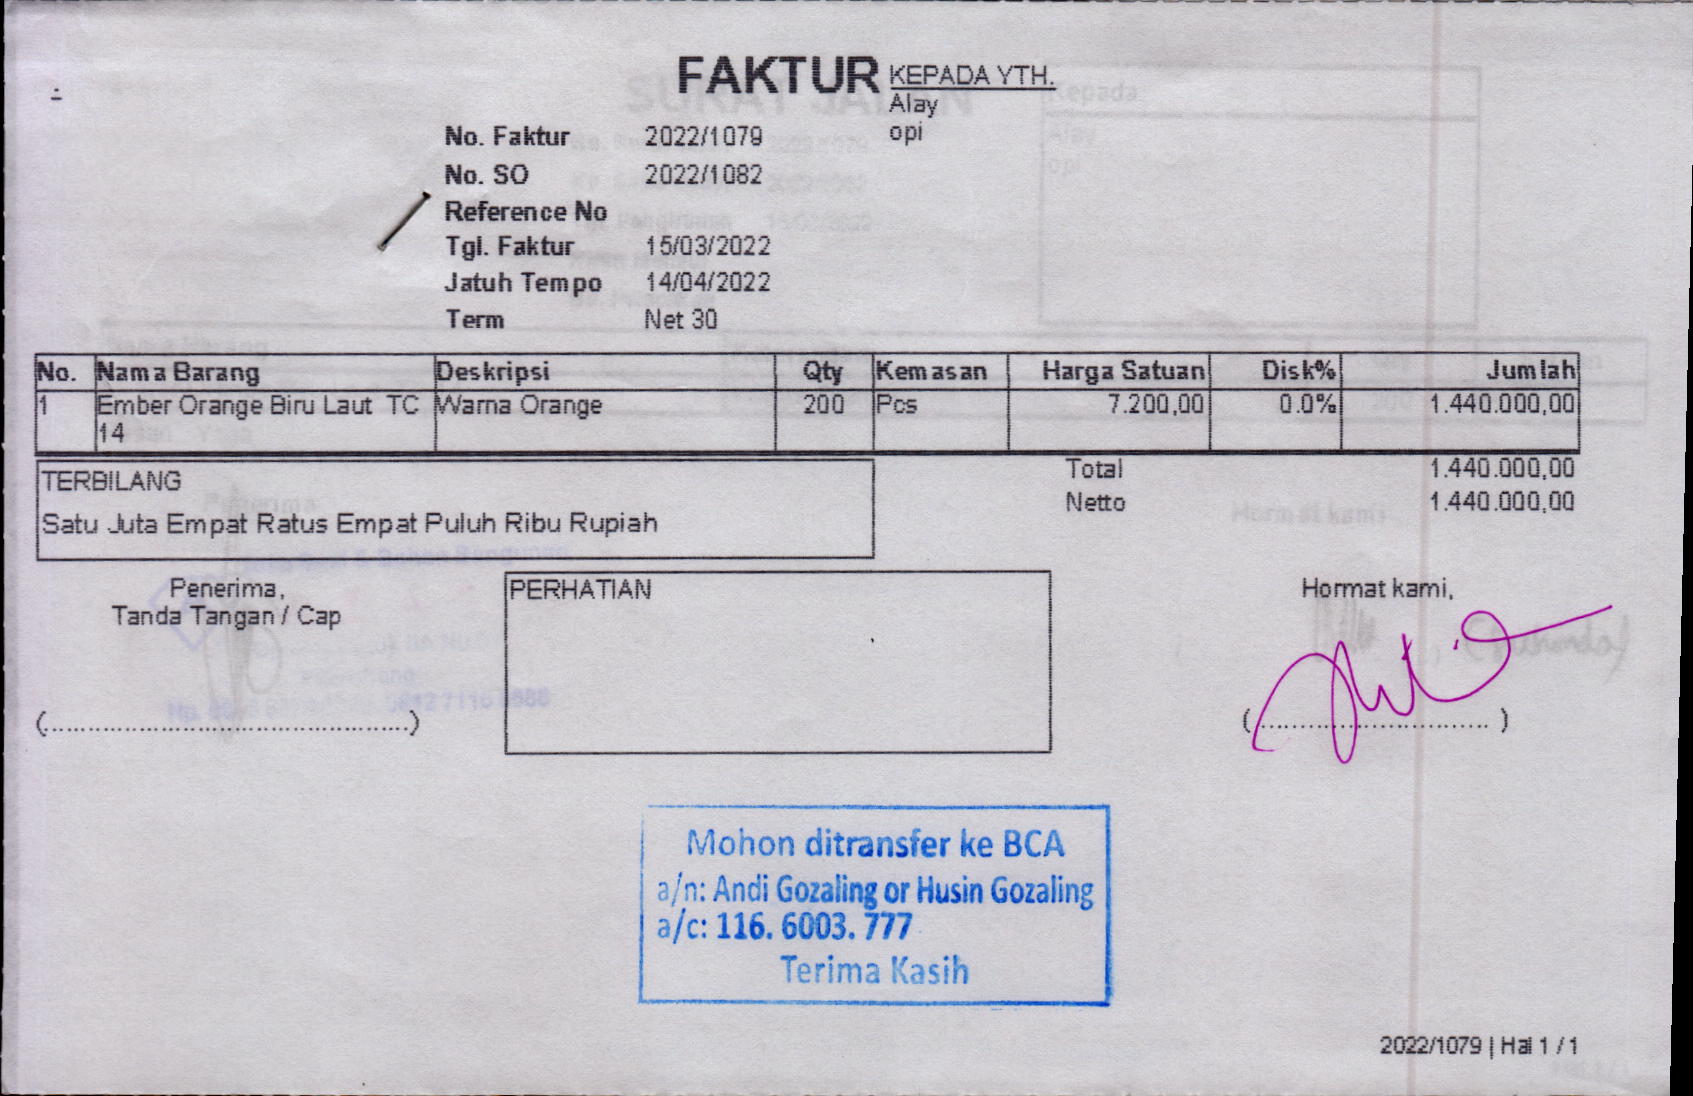 FAKTUR
KEPADA YTH.
Alay
opi
No. Faktur 2022/1079
No. SO 2022/1082
Reference No
Tgl. Faktur 15/03/2022
Jatuh Tempo 14/04/2022
Term Net 30
No. Nama Barang Deskripsi Qty Kemasan Harga Satuan Disk% Jumlah
1 Ember Orange Biru Laut TC Warna Orange 200 Pcs 7.200,00 0.0% 1.440.000,00
14
Total 1.440.000,00
Netto 1.440.000,00
TERBILANG
Satu Juta Empat Ratus Empat Puluh Ribu Rupiah
Penerima,
Tanda Tangan / Cap
(..................................................)
PERHATIAN
Hormat kami,
(................................ )
Mohon ditransfer ke BCA
a/n: Andi Gozaling or Husin Gozaling
a/c: 116. 6003. 777
Terima Kasih
2022/1079 | Hal 1 / 1